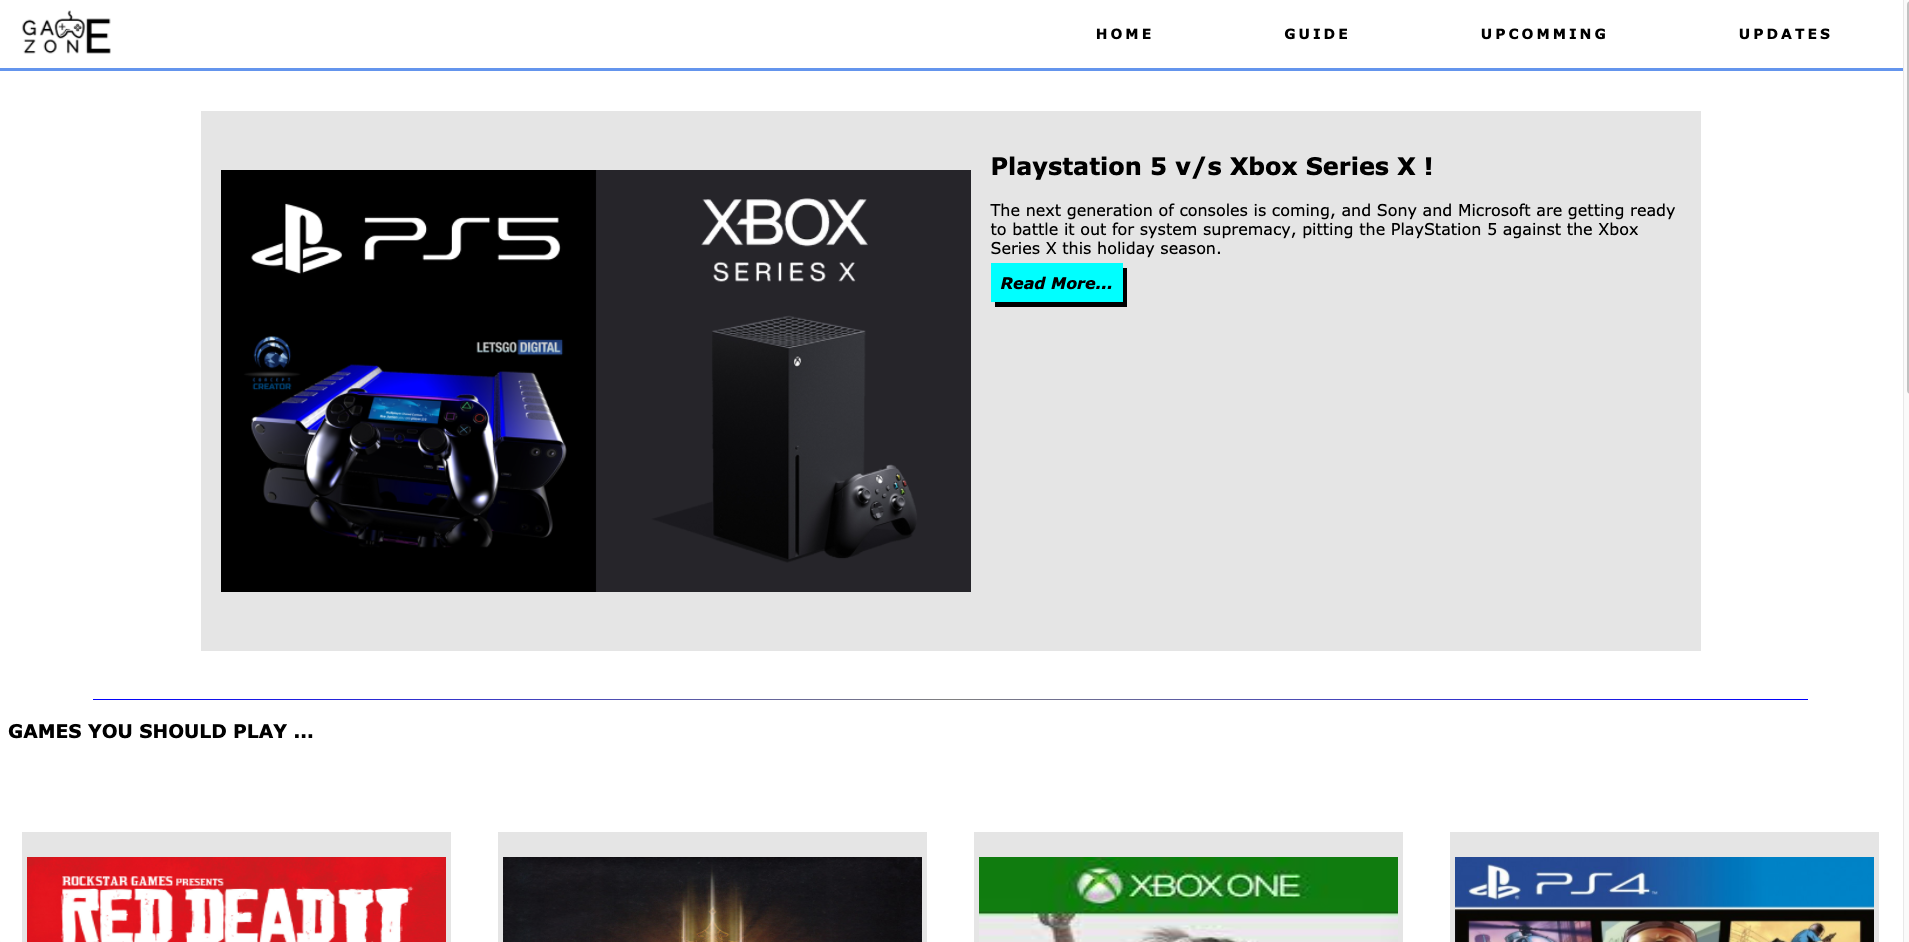 GAME
ZONE
HOME
GUIDE
UPCOMMING
UPDATES
PS5
XBOX
SERIES X
LETSGO DIGITAL
CONCEPT
CREATOR
Playstation 5 v/s Xbox Series X !
The next generation of consoles is coming, and Sony and Microsoft are getting ready
to battle it out for system supremacy, pitting the PlayStation 5 against the Xbox
Series X this holiday season.
Read More...
GAMES YOU SHOULD PLAY ...
ROCKSTAR GAMES PRESENTS
RED DEAD II
XBOX ONE
PS4